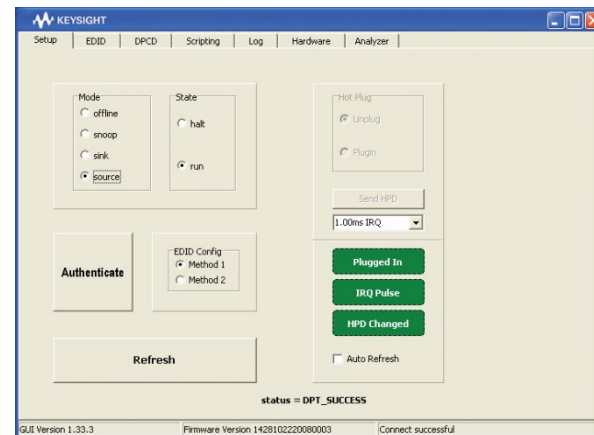 KEYSIGHT
Setup EDID DPCD Scripting Log Hardware Analyzer
Mode
offline
snoop
sink
source
State
halt
run
Hot Plug
Unplug
Plugin
Send HPD
1.00ms IRQ
Authenticate
EDID Config
Method 1
Method 2
Plugged In
IRQ Pulse
HPD Changed
Refresh
Auto Refresh
status = DPT_SUCCESS
GUI Version 1.33.3 Firmware Version 1428102220080003 Connect successful